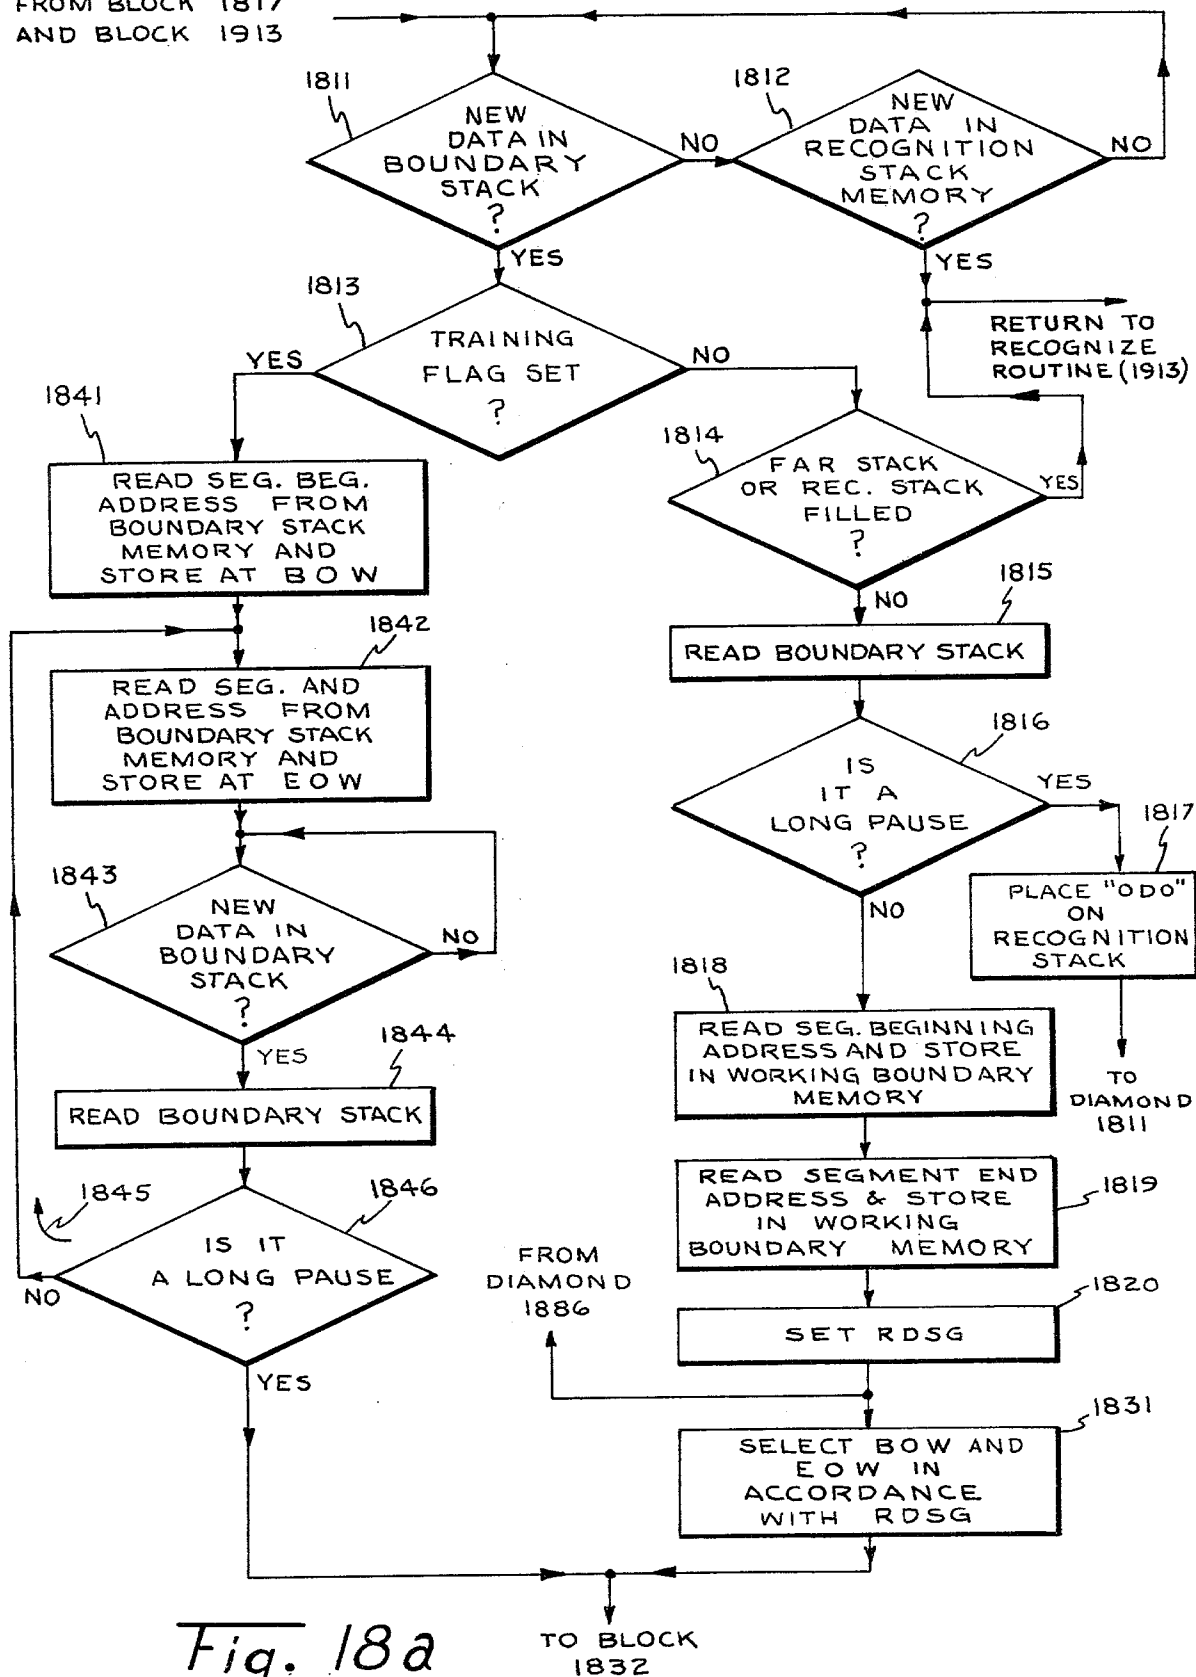 FROM BLOCK 1817
AND BLOCK 1913
1811
NEW
DATA IN
BOUNDARY
STACK
?
NO
YES
1812
NEW
DATA IN
RECOGNITION
STACK
MEMORY
?
NO
YES
RETURN TO
RECOGNIZE
ROUTINE (1913)
1813
TRAINING
FLAG SET
?
YES
NO
1814
FAR STACK
OR REC. STACK
FILLED
?
YES
NO
1815
READ BOUNDARY STACK
1816
IS
IT A
LONG PAUSE
?
YES
NO
1817
PLACE "ODO"
ON
RECOGNITION
STACK
TO
DIAMOND
1811
1818
READ SEG. BEGINNING
ADDRESS AND STORE
IN WORKING BOUNDARY
MEMORY
1819
READ SEGMENT END
ADDRESS & STORE
IN WORKING
BOUNDARY MEMORY
FROM
DIAMOND
1886
1820
SET RDSG
1831
SELECT BOW AND
EOW IN
ACCORDANCE
WITH RDSG
1841
READ SEG. BEG.
ADDRESS FROM
BOUNDARY STACK
MEMORY AND
STORE AT BOW
1842
READ SEG. AND
ADDRESS FROM
BOUNDARY STACK
MEMORY AND
STORE AT EOW
1843
NEW
DATA IN
BOUNDARY
STACK
?
NO
YES
1844
READ BOUNDARY STACK
1845
1846
IS IT
A LONG PAUSE
?
NO
YES
TO BLOCK
1832
Fig. 18a